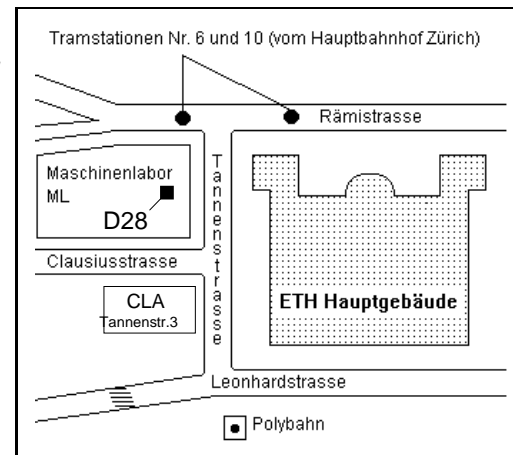 Tramstationen Nr. 6 und 10 (vom Hauptbahnhof Zürich)
Rämistrasse
Maschinenlabor
ML
D28
Tannenstrasse
Clausiusstrasse
CLA
Tannenstr.3
ETH Hauptgebäude
Leonhardstrasse
Polybahn